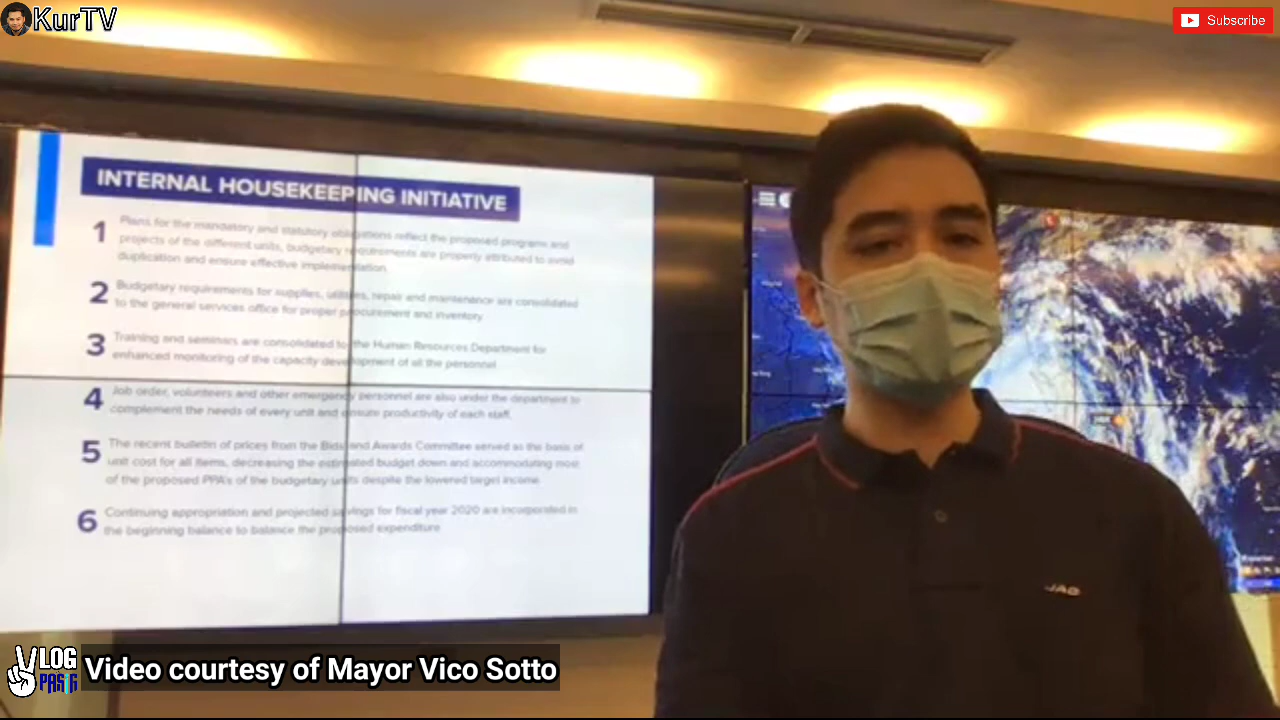 KurTV
Subscribe
INTERNAL HOUSEKEEPING INITIATIVE
1 Plans for the mandatory and statutory obligations reflect the proposed programs and
projects of the different units, budgetary requirements are properly attributed to avoid
duplication and ensure effective implementation.
2 Budgetary requirements for supplies, utilities, repair and maintenance are consolidated
to the general services office for proper procurement and inventory.
3 Training and seminars are consolidated to the Human Resources Department for
enhanced monitoring of the capacity development of all the personnel.
4 Job order, volunteers and other emergency personnel are also under the department to
complement the needs of every unit and ensure productivity of each staff.
5 The recent bulletin of prices from the Bids and Awards Committee served as the basis of
unit cost for all items, decreasing the estimated budget down and accommodating most
of the proposed PPA's of the budgetary units despite the lowered target income.
6 Continuing appropriation and projected savings for fiscal year 2020 are incorporated in
the beginning balance to balance the proposed expenditure.
JAG
VLOG
PASIG
Video courtesy of Mayor Vico Sotto